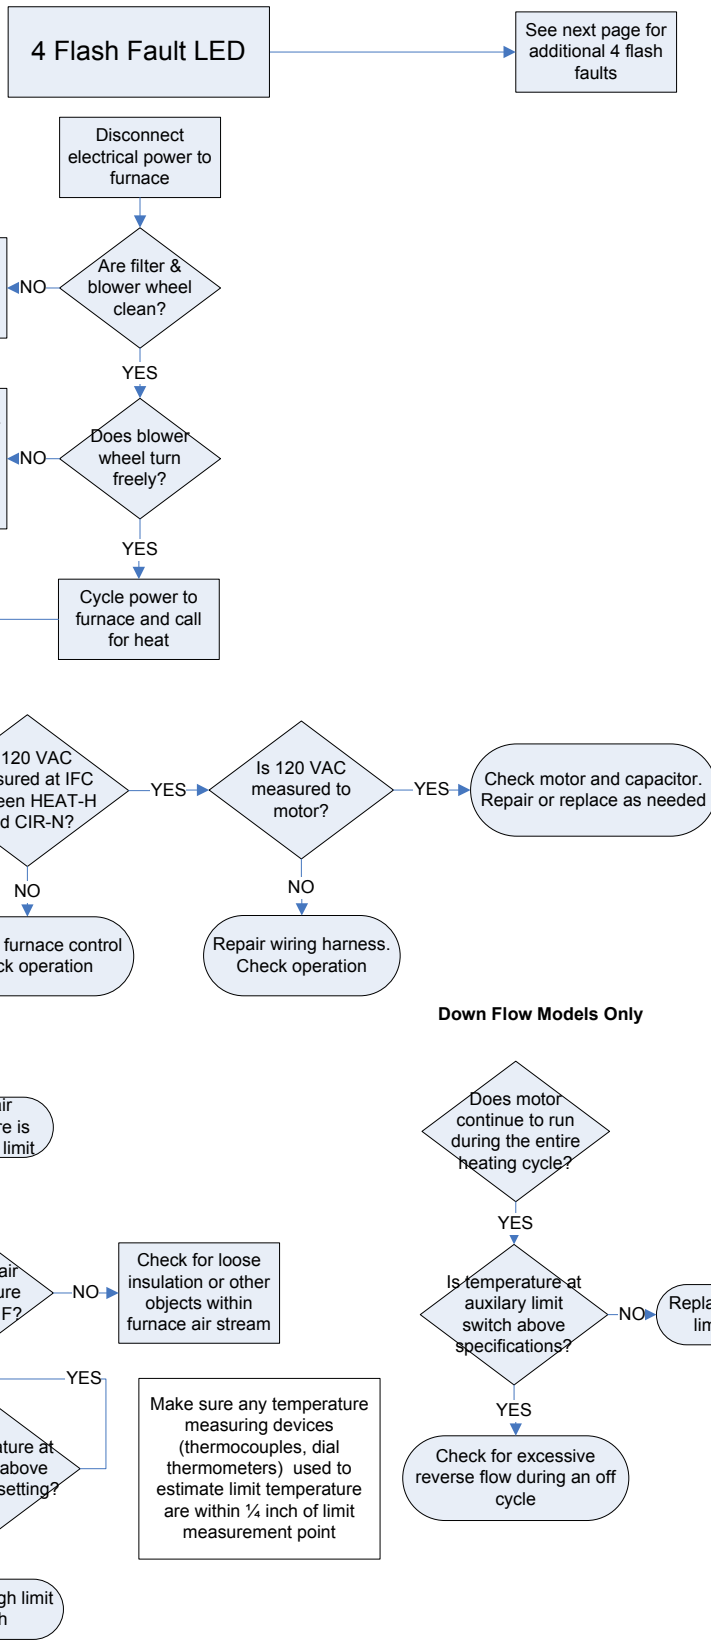 4 Flash Fault LED
See next page for
additional 4 flash
faults
Disconnect
electrical power to
furnace
Are filter &
blower wheel
clean?
NO
YES
Does blower
wheel turn
freely?
NO
YES
Cycle power to
furnace and call
for heat
120 VAC
at IFC
HEAT-H
CIR-N?
YES
Is 120 VAC
measured to
motor?
YES
Check motor and capacitor.
Repair or replace as needed
NO
NO
furnace control
operation
Repair wiring harness.
Check operation
Down Flow Models Only
Does motor
continue to run
during the entire
heating cycle?
is
limit
YES
air
F?
NO
Check for loose
insulation or other
objects within
furnace air stream
Is temperature at
auxilary limit
switch above
specifications?
NO
YES
YES
at
above
setting?
Make sure any temperature
measuring devices
(thermocouples, dial
thermometers) used to
estimate limit temperature
are within ¼ inch of limit
measurement point
Check for excessive
reverse flow during an off
cycle
limit